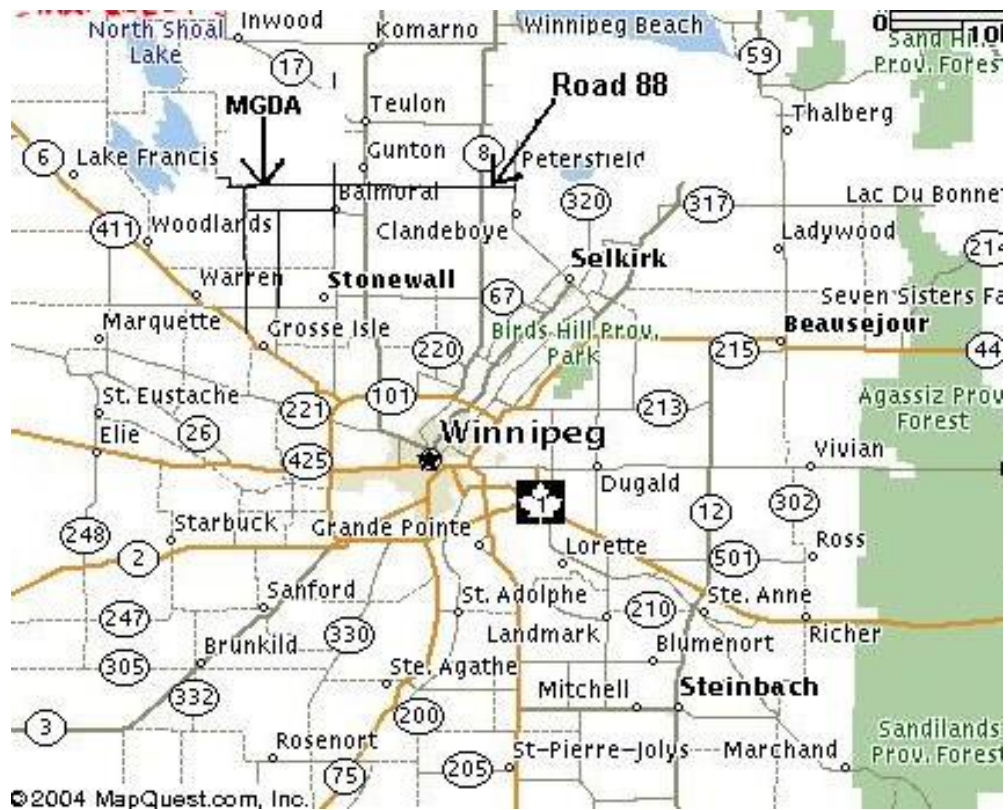 Inwood
Winnipeg Beach
0
North Shoal
Lake
17
Komarno
59
Sand Hil
Prov. Forest
MGDA
Teulon
Road 88
Thalberg
6
Lake Francis
Gunton
8
Petersfield
Balmoral
320
317
Lac Du Bonnet
411
Woodlands
Clandeboye
Ladywood
214
Warren
Stonewall
Selkirk
67
Seven Sisters Fa
Marquette
Grosse Isle
220
Birds Hill Prov.
Park
Beausejour
215
44
St. Eustache
221
101
213
Agassiz Prov
Forest
26
Elie
Winnipeg
425
Vivian
Dugald
1
248
Starbuck
Grande Pointe
12
302
2
Lorette
501
Ross
Sanford
St. Adolphe
210
Ste. Anne
247
330
Landmark
Richer
Brunkild
Blumenort
305
Ste. Agathe
332
Mitchell
Steinbach
3
200
Rosenort
St-Pierre-Jolys
Marchand
Sandilands
Prov. Forest
75
205
©2004 MapQuest.com, Inc.